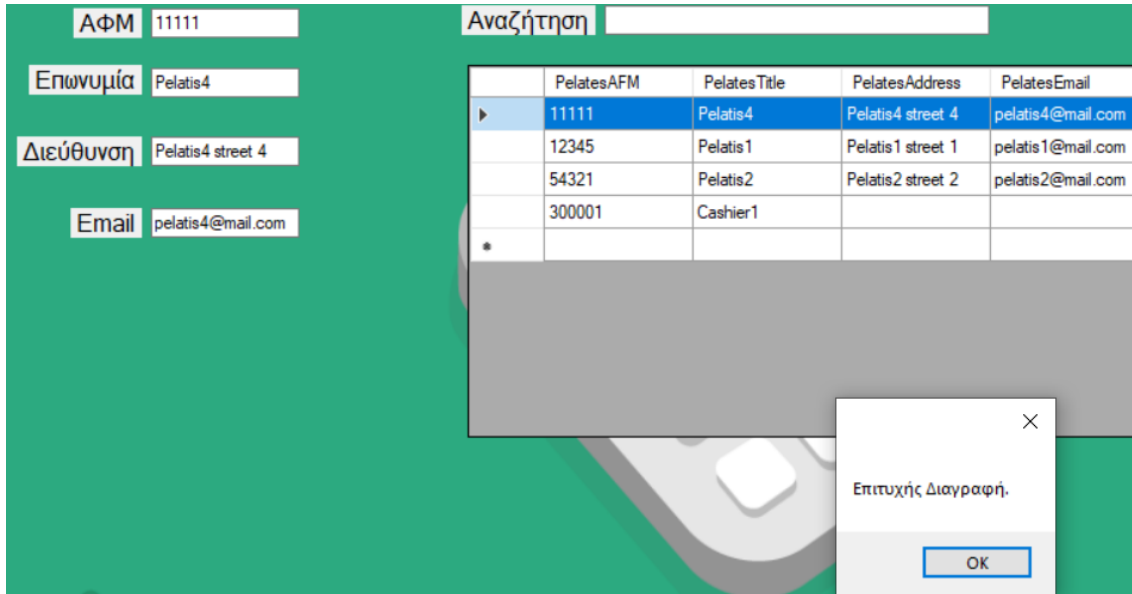 ΑΦΜ 11111
Αναζήτηση
Επωνυμία Pelatis4
Διεύθυνση Pelatis4 street 4
Email pelatis4@mail.com
PelatesAFM PelatesTitle PelatesAddress PelatesEmail
11111 Pelatis4 Pelatis4 street 4 pelatis4@mail.com
12345 Pelatis1 Pelatis1 street 1 pelatis1@mail.com
54321 Pelatis2 Pelatis2 street 2 pelatis2@mail.com
300001 Cashier1
Επιτυχής Διαγραφή.
OK